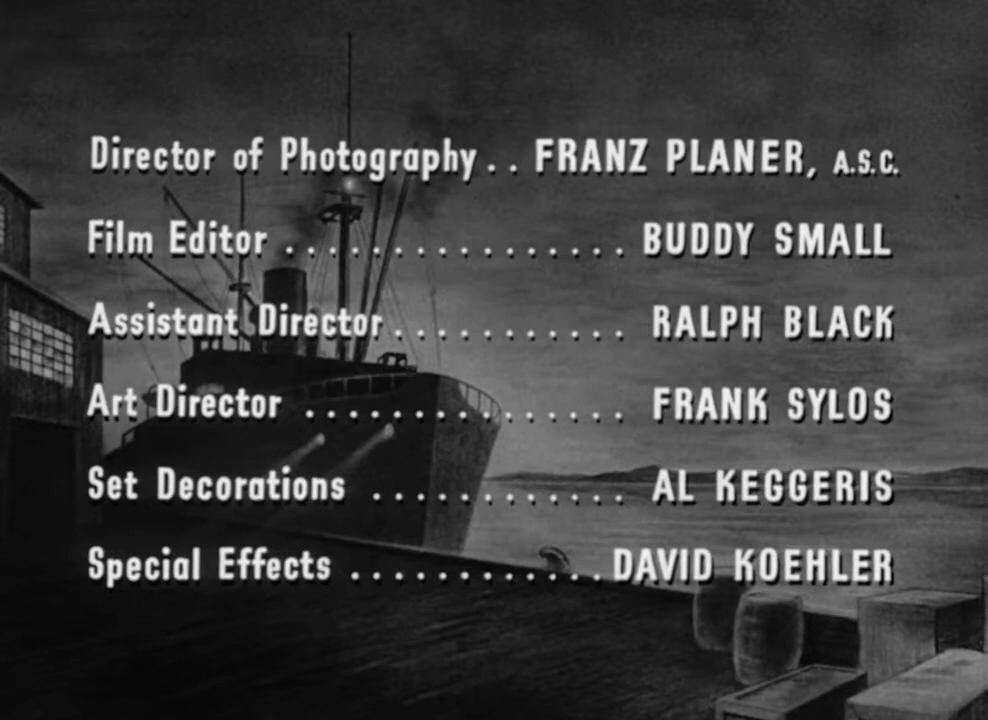 Director of Photography . . FRANZ PLANER, A.S.C.
Film Editor . . . . . . . . . . . . . . . . . BUDDY SMALL
Assistant Director . . . . . . . . . . . RALPH BLACK
Art Director . . . . . . . . . . . . . . . FRANK SYLOS
Set Decorations . . . . . . . . . . . . AL KEGGERIS
Special Effects . . . . . . . . . . . . DAVID KOEHLER